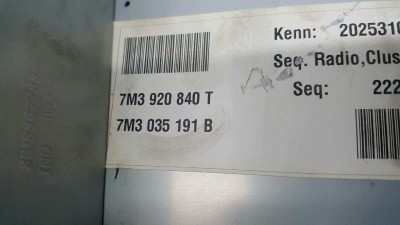 Kenn: 2025310
Seq. Radio,Clus
Seq: 222
7M3 920 840 T
7M3 035 191 B